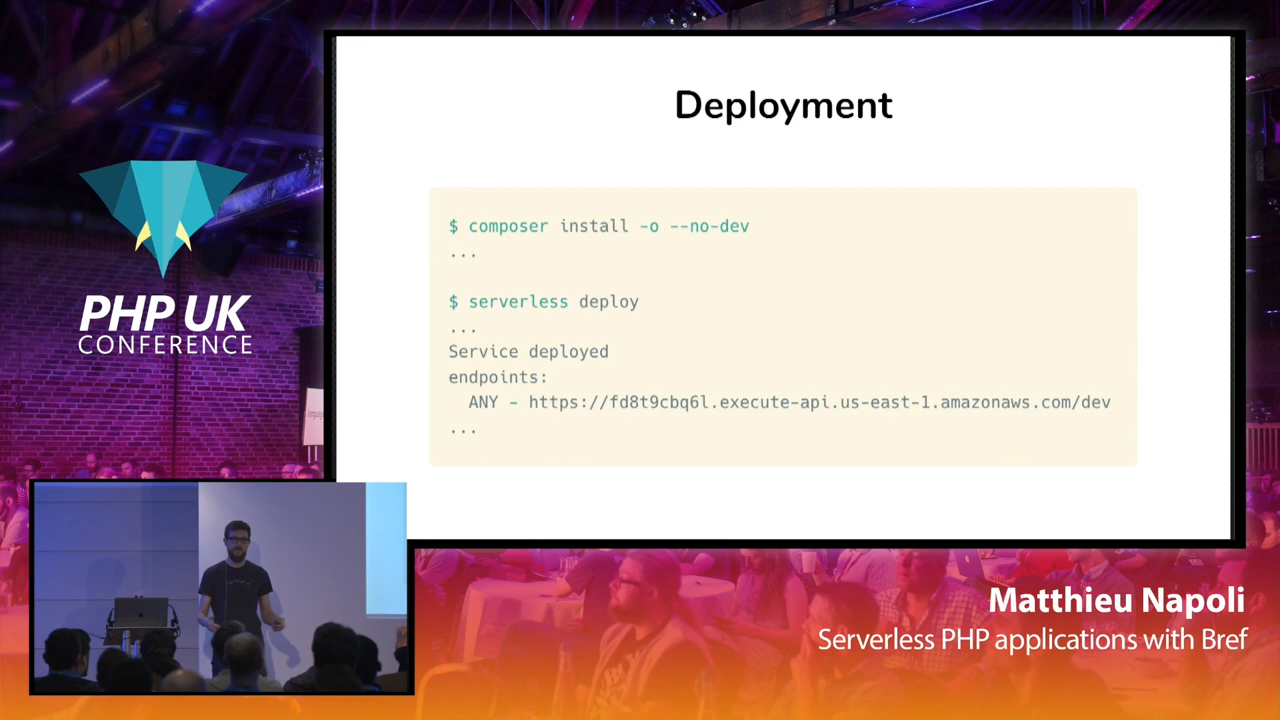 Deployment
$ composer install -o --no-dev
...
$ serverless deploy
...
Service deployed
endpoints:
ANY - https://fd8t9cbq6l.execute-api.us-east-1.amazonaws.com/dev
...
PHP UK
CONFERENCE
Matthieu Napoli
Serverless PHP applications with Bref